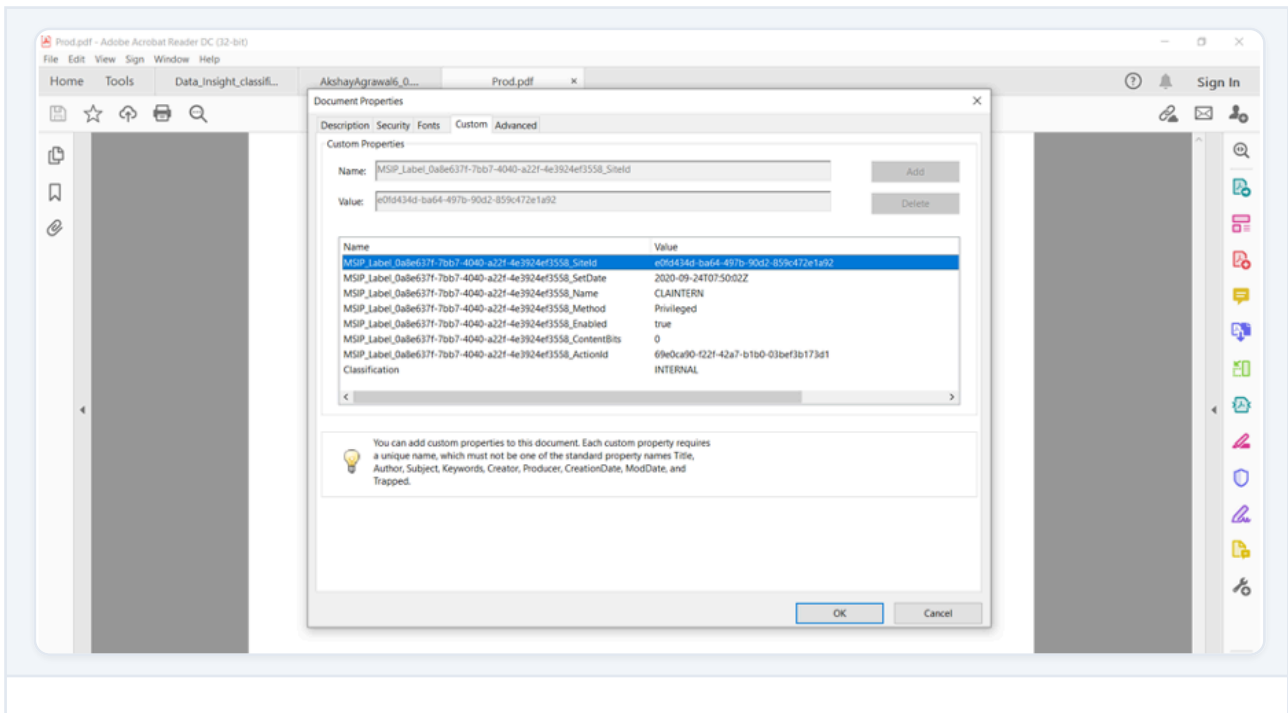 Prod.pdf - Adobe Acrobat Reader DC (32-bit)
File Edit View Sign Window Help
Home Tools Data_Insight_classifi... AkshayAgrawal6_0.... Prod.pdf × Sign In
Document Properties
Description Security Fonts Custom Advanced
Custom Properties
Name: MSIP_Label_0a8e637f-7bb7-4040-a22f-4e3924ef3558_SiteId Add
Value: e0fd434d-ba64-497b-90d2-859c472e1a92 Delete
Name Value
MSIP_Label_0a8e637f-7bb7-4040-a22f-4e3924ef3558_SiteId e0fd434d-ba64-497b-90d2-859c472e1a92
MSIP_Label_0a8e637f-7bb7-4040-a22f-4e3924ef3558_SetDate 2020-09-24T07:50:02Z
MSIP_Label_0a8e637f-7bb7-4040-a22f-4e3924ef3558_Name CLAINTERN
MSIP_Label_0a8e637f-7bb7-4040-a22f-4e3924ef3558_Method Privileged
MSIP_Label_0a8e637f-7bb7-4040-a22f-4e3924ef3558_Enabled true
MSIP_Label_0a8e637f-7bb7-4040-a22f-4e3924ef3558_ContentBits 0
MSIP_Label_0a8e637f-7bb7-4040-a22f-4e3924ef3558_ActionId 69e0ca90-f22f-42a7-b1b0-03bef3b173d1
Classification INTERNAL
You can add custom properties to this document. Each custom property requires
a unique name, which must not be one of the standard property names Title,
Author, Subject, Keywords, Creator, Producer, CreationDate, ModDate, and
Trapped.
OK Cancel